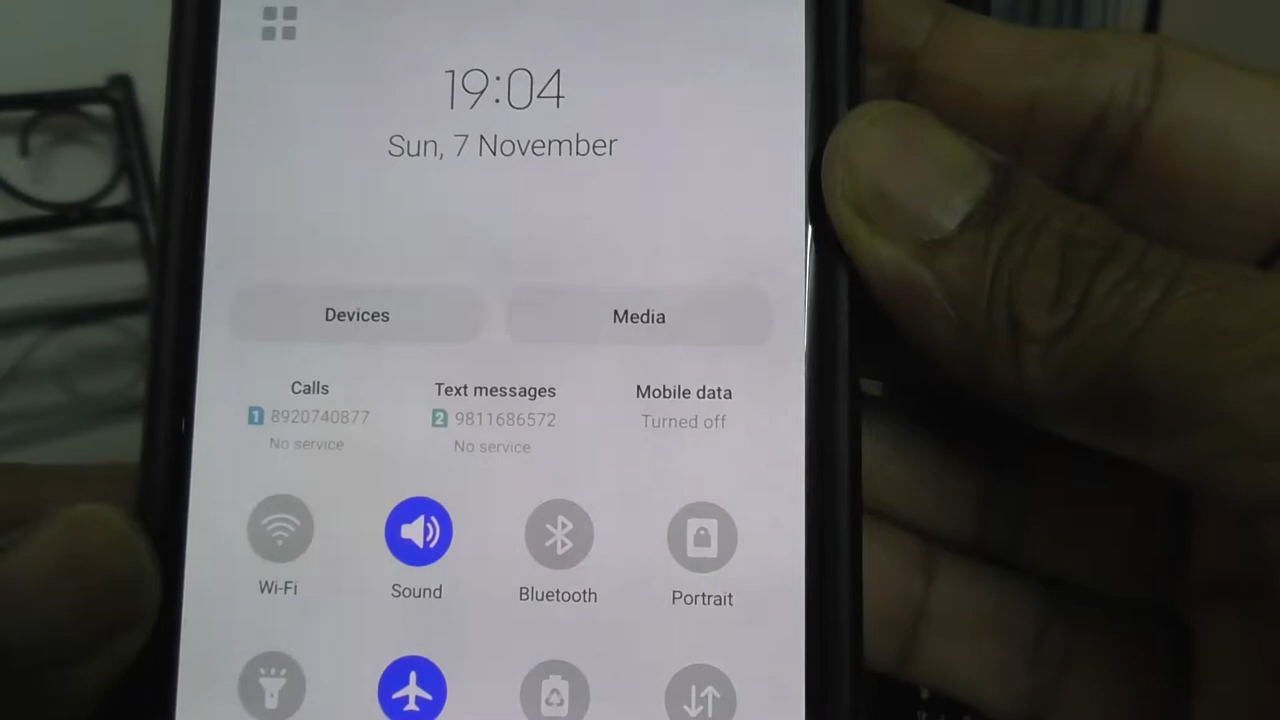 19:04
Sun, 7 November
Devices
Media
Calls
Text messages
Mobile data
1 8920740877
2 9811686572
Turned off
No service
No service
Wi-Fi
Sound
Bluetooth
Portrait